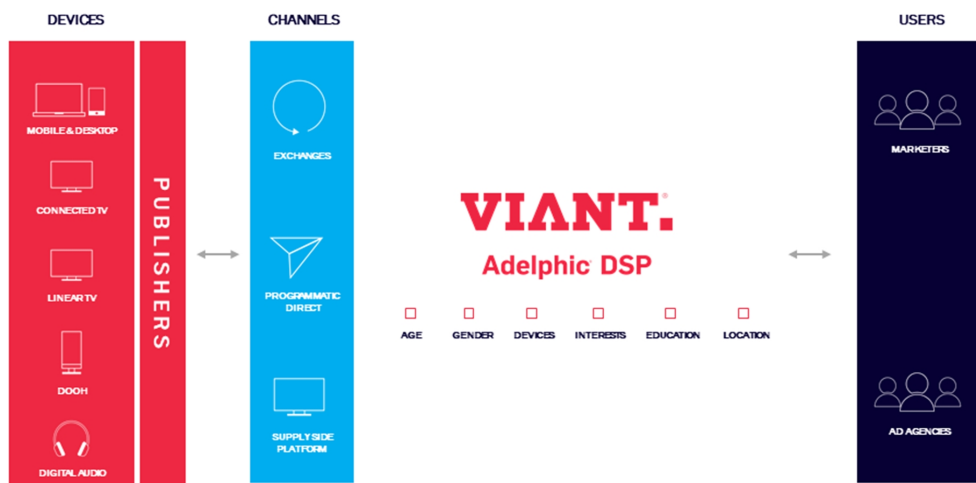 DEVICES
CHANNELS
USERS
MOBILE & DESKTOP
CONNECTED TV
LINEAR TV
DOOH
DIGITAL AUDIO
PUBLISHERS
EXCHANGES
PROGRAMMATIC
DIRECT
SUPPLY SIDE
PLATFORM
VIANT.®
Adelphic® DSP
AGE
GENDER
DEVICES
INTERESTS
EDUCATION
LOCATION
MARKETERS
AD AGENCIES